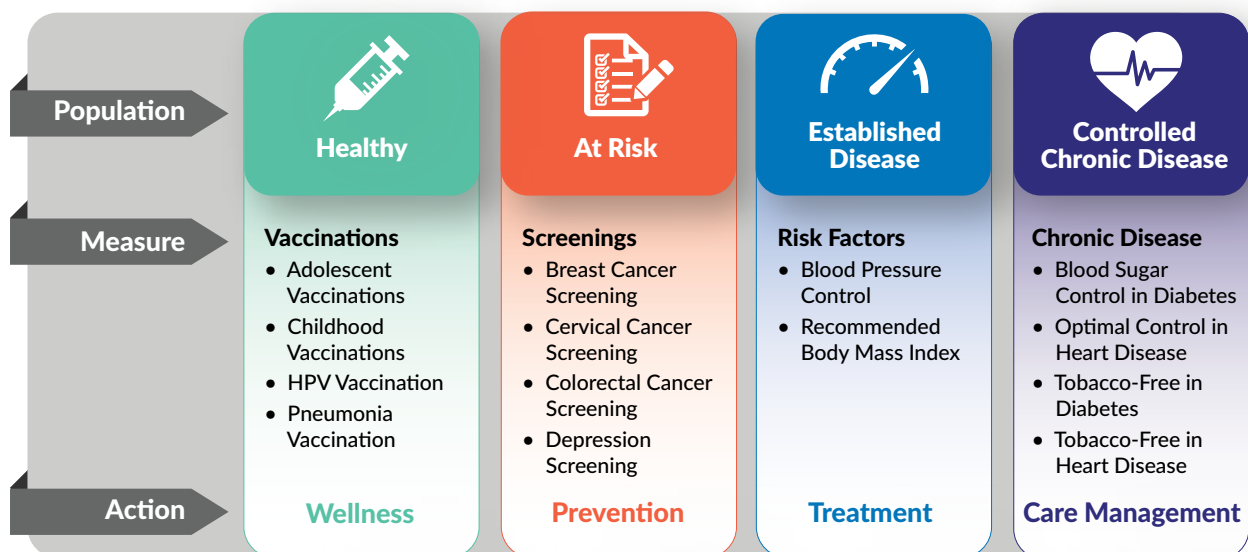 Population
Healthy
At Risk
Established
Disease
Controlled
Chronic Disease
Measure
Vaccinations
• Adolescent
Vaccinations
• Childhood
Vaccinations
• HPV Vaccination
• Pneumonia
Vaccination
Screenings
• Breast Cancer
Screening
• Cervical Cancer
Screening
• Colorectal Cancer
Screening
• Depression
Screening
Risk Factors
• Blood Pressure
Control
• Recommended
Body Mass Index
Chronic Disease
• Blood Sugar
Control in Diabetes
• Optimal Control in
Heart Disease
• Tobacco-Free in
Diabetes
• Tobacco-Free in
Heart Disease
Action
Wellness
Prevention
Treatment
Care Management